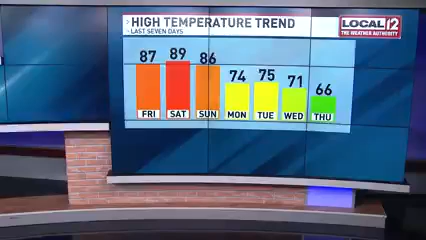 HIGH TEMPERATURE TREND
LAST SEVEN DAYS
LOCAL 12
THE WEATHER AUTHORITY
87 89 86 74 75 71 66
FRI SAT SUN MON TUE WED THU